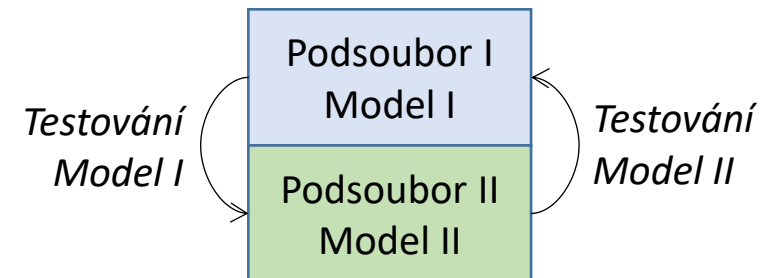 Podsoubor I
Model I
Testování
Model I
Testování
Model II
Podsoubor II
Model II